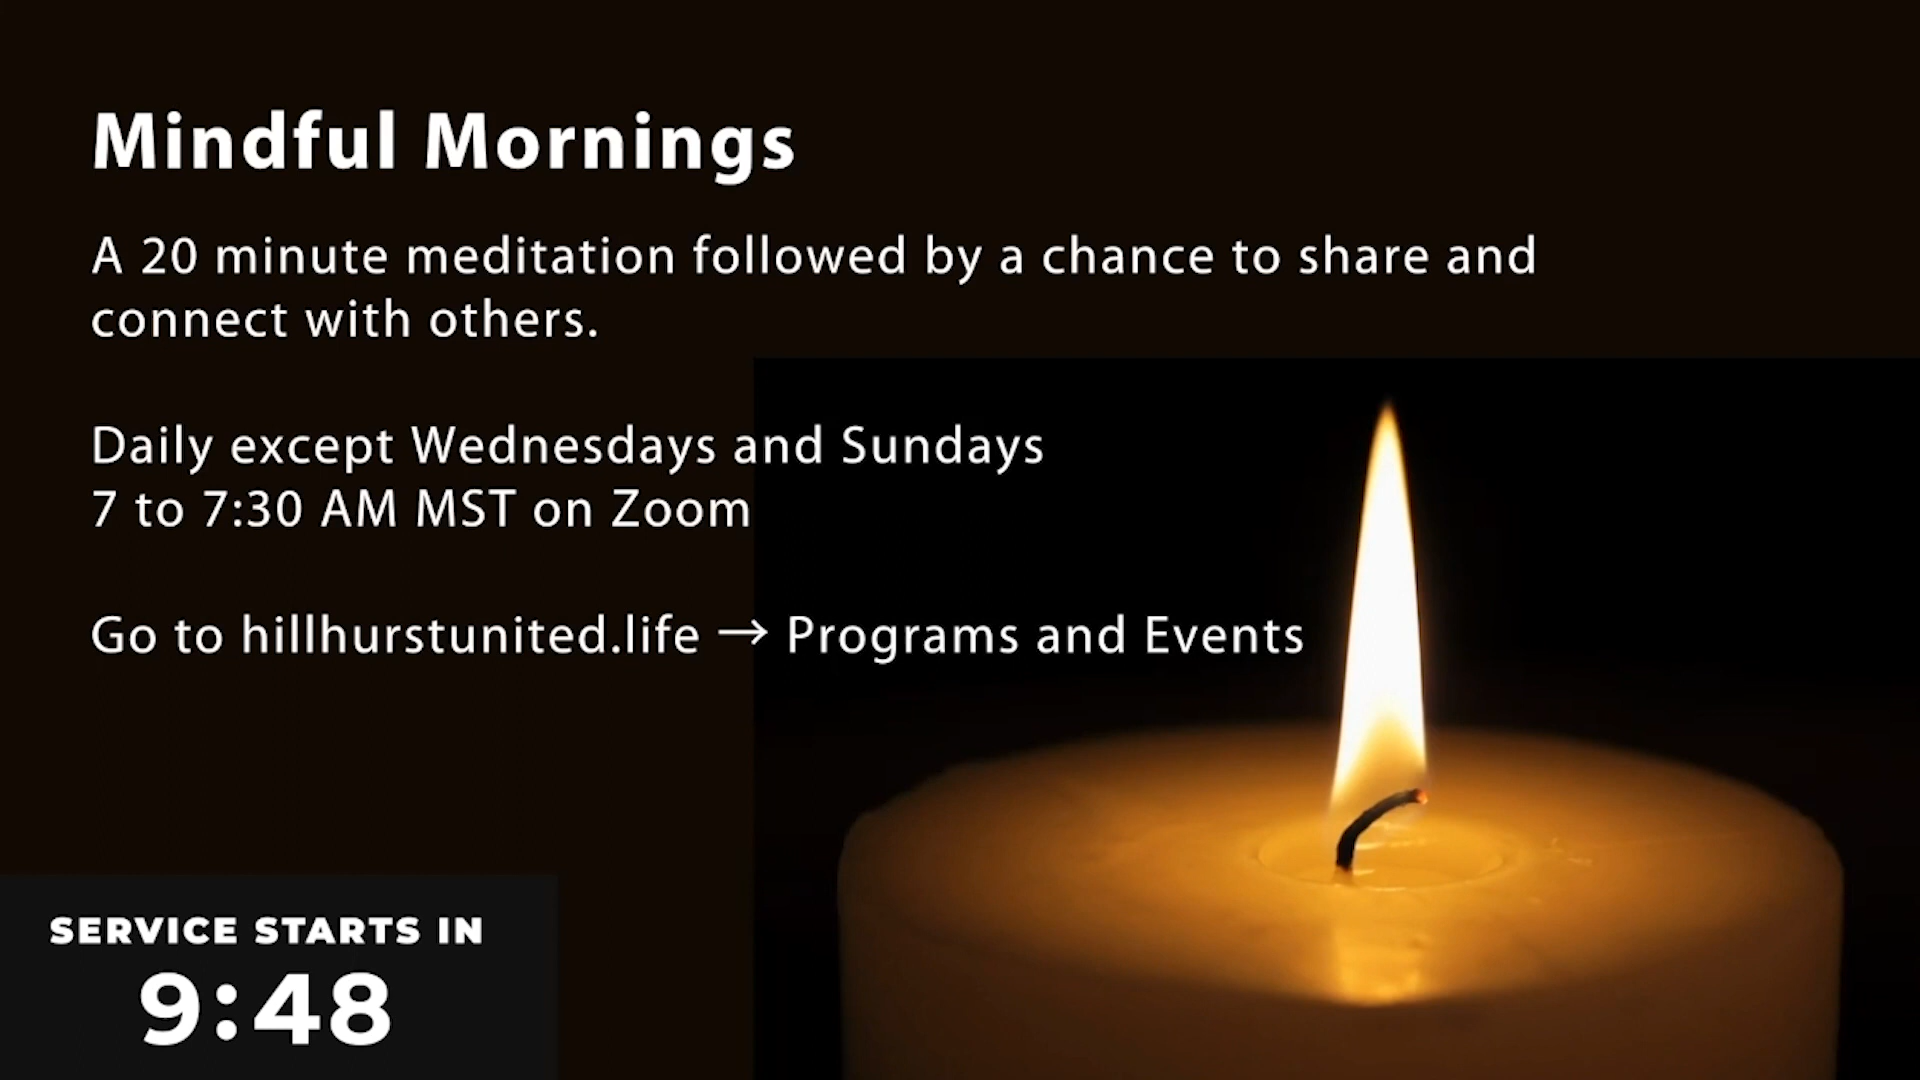 Mindful Mornings
A 20 minute meditation followed by a chance to share and
connect with others.
Daily except Wednesdays and Sundays
7 to 7:30 AM MST on Zoom
Go to hillhurstunited.life → Programs and Events
SERVICE STARTS IN
9:48